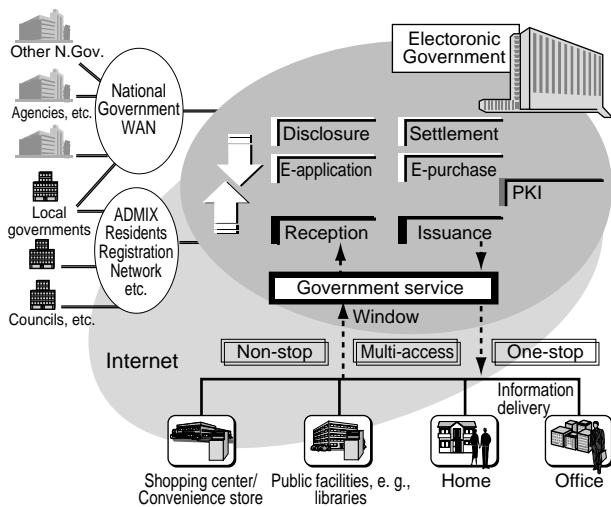 Other N.Gov.
Agencies, etc.
Local
governments
Councils, etc.
National
Government
WAN
ADMIX
Residents
Registration
Network
etc.
Electoronic
Government
Disclosure
Settlement
E-application
E-purchase
PKI
Reception
Issuance
Government service
Window
Internet
Non-stop
Multi-access
One-stop
Information
delivery
Shopping center/
Convenience store
Public facilities, e. g.,
libraries
Home
Office